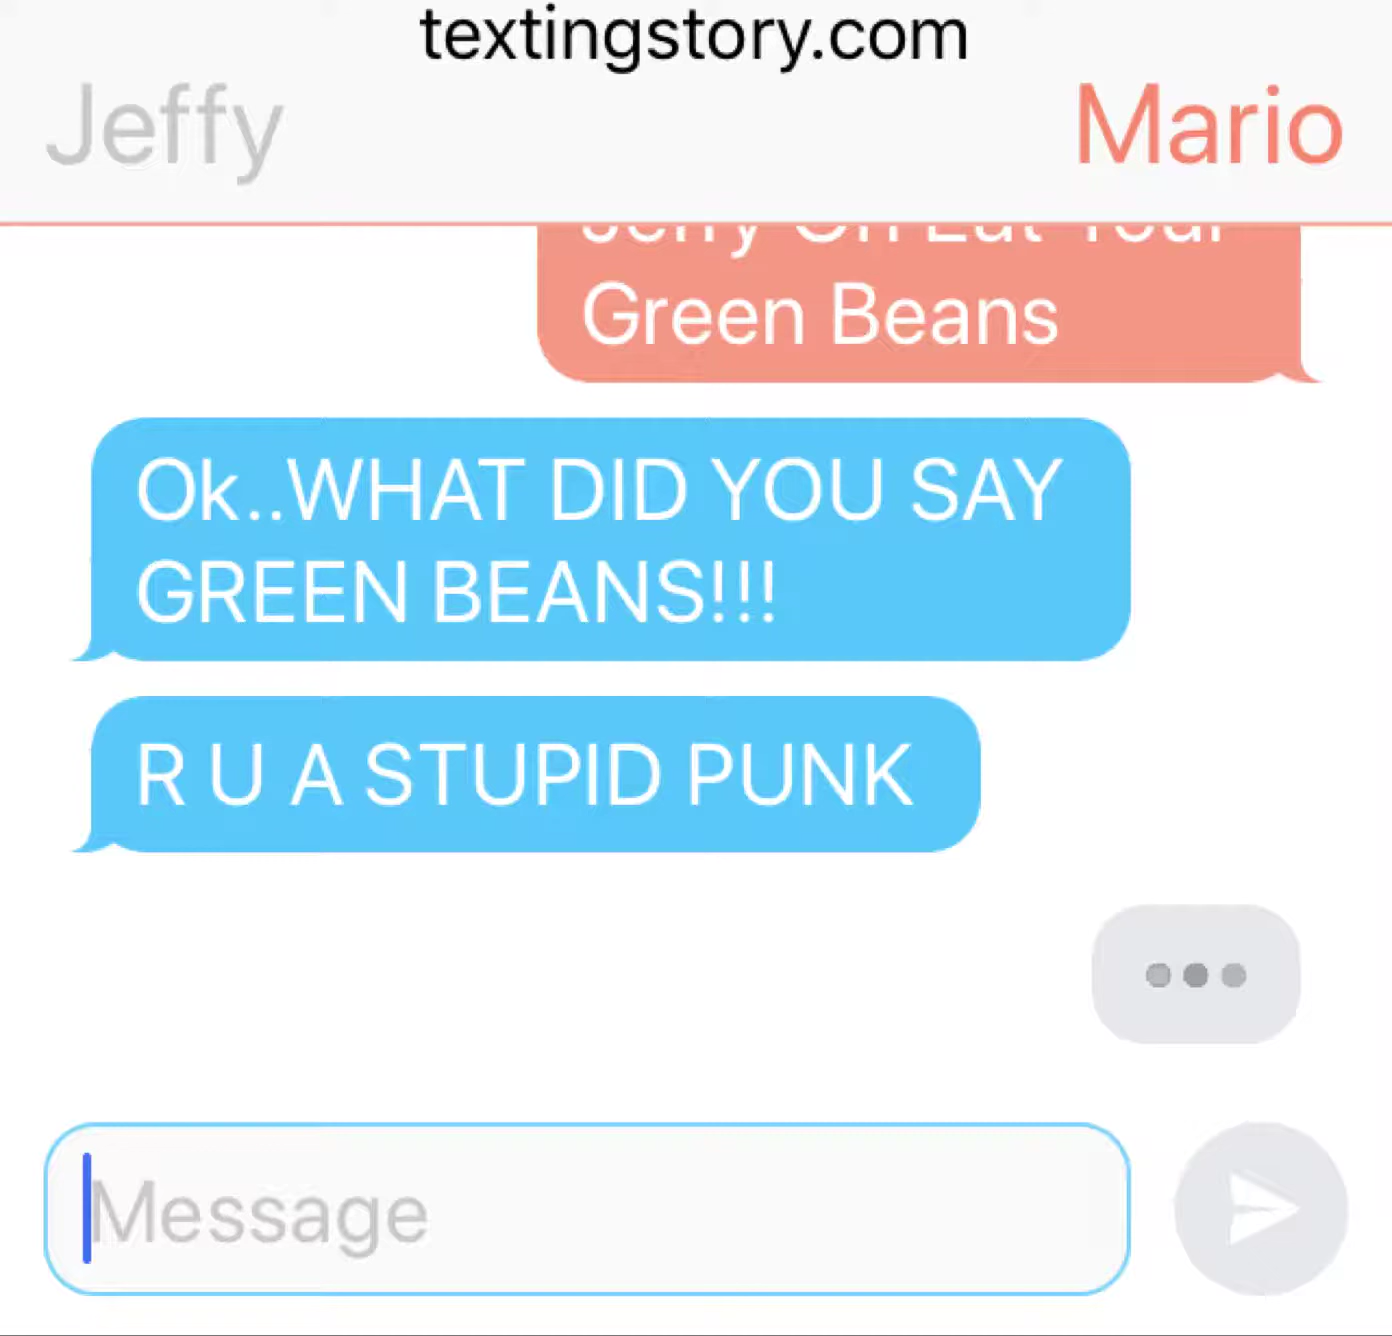 textingstory.com
Jeffy
Mario
Green Beans
Ok..WHAT DID YOU SAY
GREEN BEANS!!!
R U A STUPID PUNK
Message